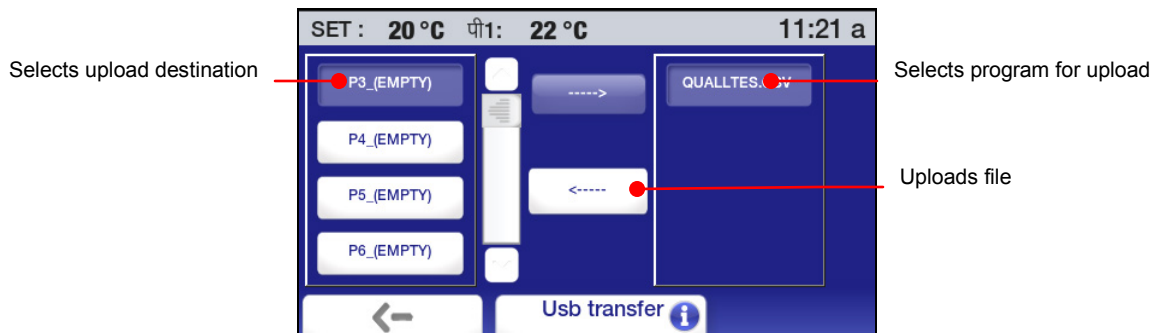 SET : 20 °C पी1: 22 °C 11:21 a
Selects upload destination
P3_(EMPTY)
----->
QUALLTES.CSV
Selects program for upload
P4_(EMPTY)
P5_(EMPTY)
<-----
Uploads file
P6_(EMPTY)
Usb transfer